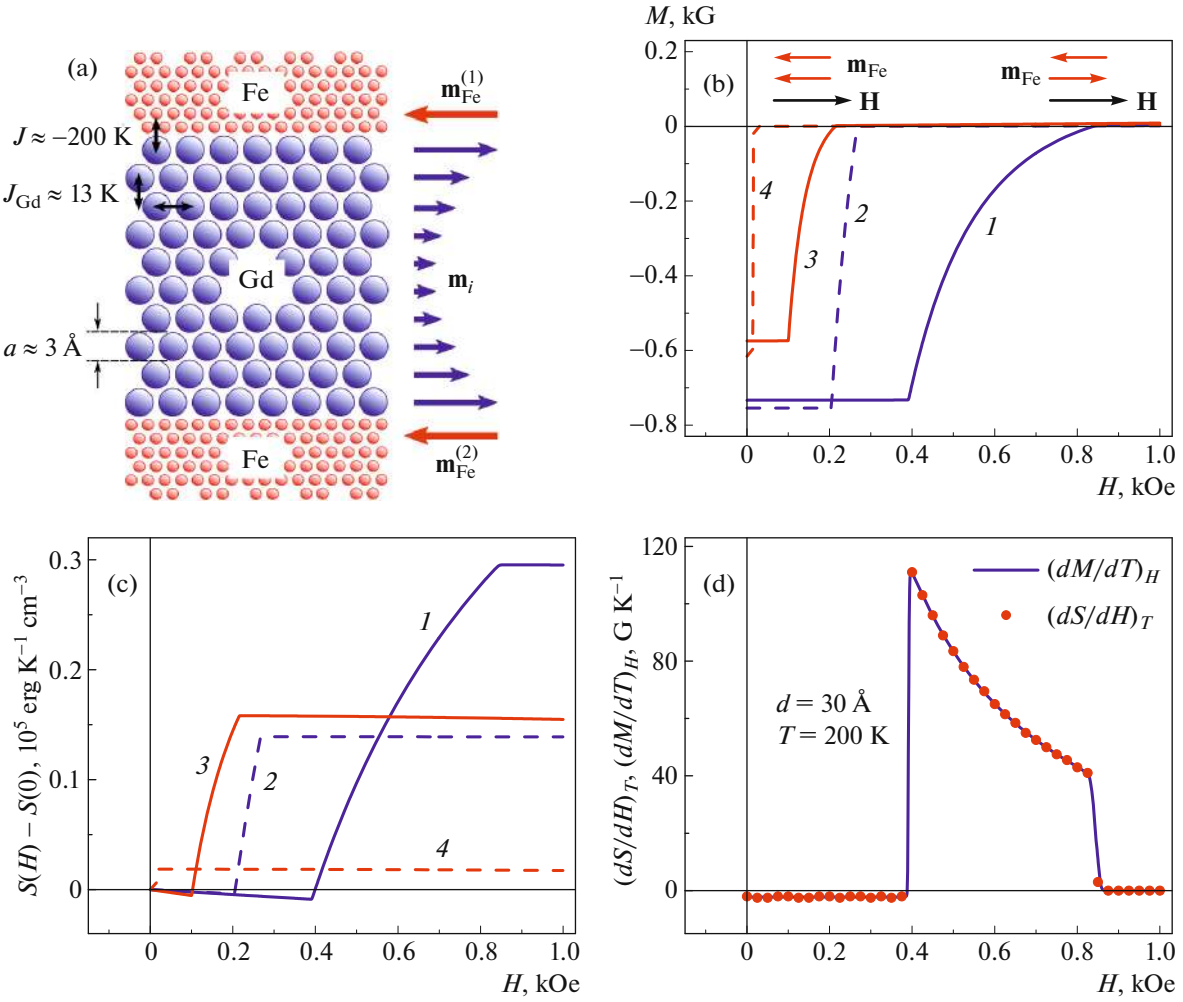 (a)
Fe
m_Fe^(1)
J ≈ –200 K
J_Gd ≈ 13 K
Gd
m_i
a ≈ 3 Å
Fe
m_Fe^(2)
M, kG
(b)
0.2
0
–0.2
–0.4
–0.6
–0.8
m_Fe
H
m_Fe
H
4
3
2
1
0 0.2 0.4 0.6 0.8 1.0
H, kOe
(c)
S(H) – S(0), 10^5 erg K^–1 cm^–3
0.3
0.2
0.1
0
1
3
2
4
0 0.2 0.4 0.6 0.8 1.0
H, kOe
(d)
(dS/dH)_T, (dM/dT)_H, G K^–1
120
80
40
0
(dM/dT)_H
(dS/dH)_T
d = 30 Å
T = 200 K
0 0.2 0.4 0.6 0.8 1.0
H, kOe